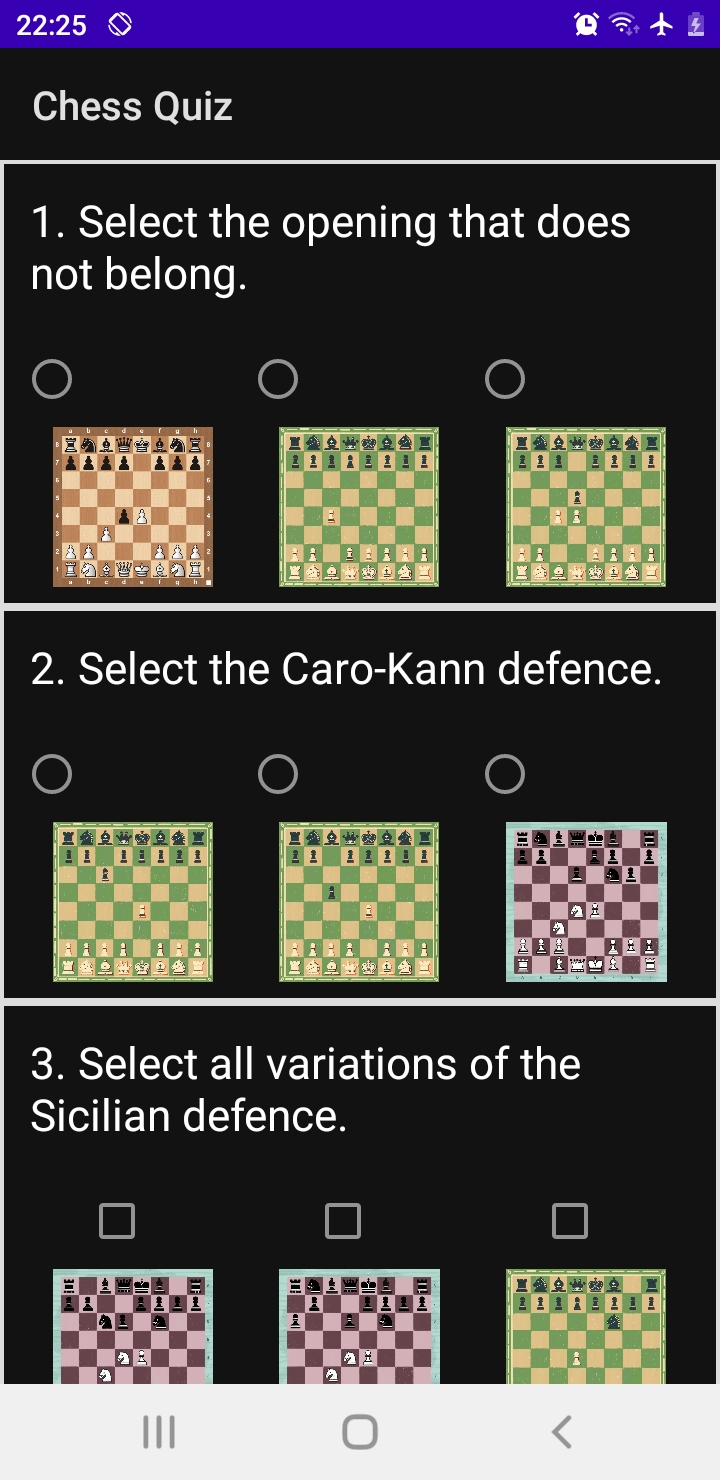 22:25
Chess Quiz
1. Select the opening that does
not belong.
2. Select the Caro-Kann defence.
3. Select all variations of the
Sicilian defence.